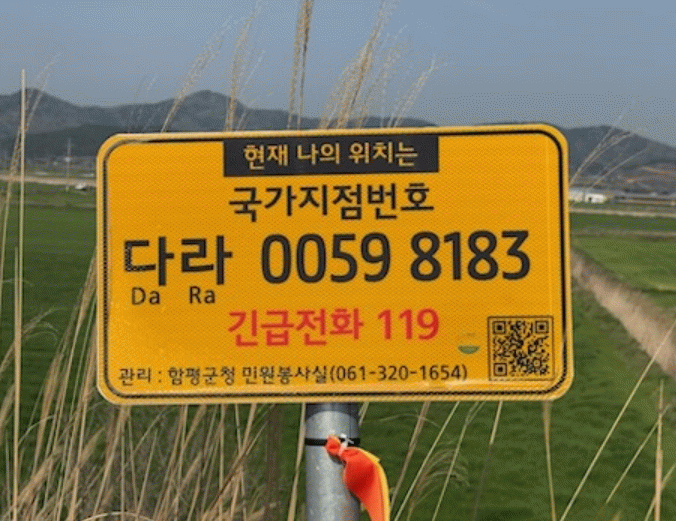 현재 나의 위치는
국가지점번호
다라 0059 8183
Da Ra
긴급전화 119
관리 : 함평군청 민원봉사실(061-320-1654)